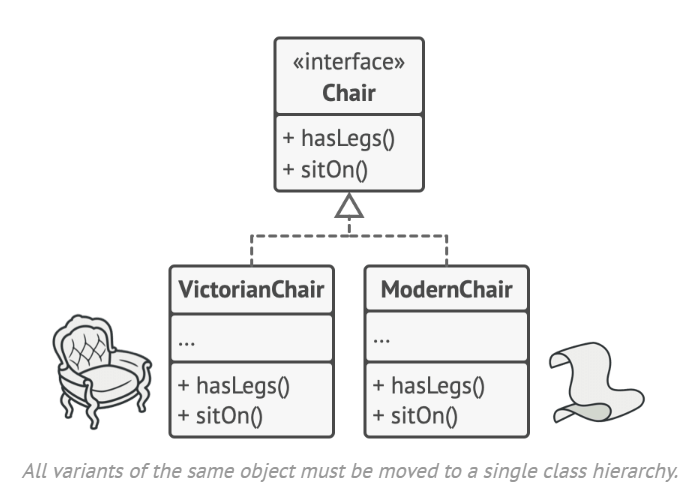 «interface»
Chair
+ hasLegs()
+ sitOn()
VictorianChair
...
+ hasLegs()
+ sitOn()
ModernChair
...
+ hasLegs()
+ sitOn()
All variants of the same object must be moved to a single class hierarchy.